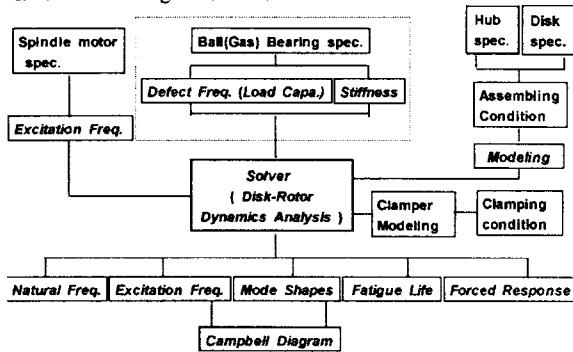 Spindle motor
spec.
Ball(Gas) Bearing spec.
Hub
spec.
Disk
spec.
Defect Freq. (Load Capa.)
Stiffness
Assembling
Condition
Excitation Freq.
Modeling
Solver
( Disk-Rotor
Dynamics Analysis )
Clamper
Modeling
Clamping
condition
Natural Freq.
Excitation Freq.
Mode Shapes
Fatigue Life
Forced Response
Campbell Diagram